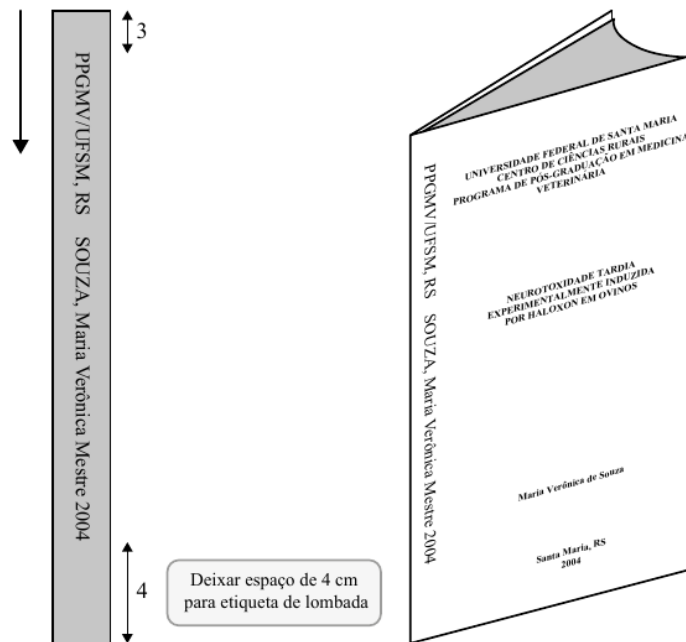 3
PPGMV/UFSM, RS SOUZA, Maria Verônica Mestre 2004
4
Deixar espaço de 4 cm
para etiqueta de lombada
PPGMV/UFSM, RS SOUZA, Maria Verônica Mestre 2004
UNIVERSIDADE FEDERAL DE SANTA MARIA
CENTRO DE CIÊNCIAS RURAIS
PROGRAMA DE PÓS-GRADUAÇÃO EM MEDICINA
VETERINÁRIA
NEUROTOXIDADE TARDIA
EXPERIMENTALMENTE INDUZIDA
POR HALOXON EM OVINOS
Maria Verônica de Souza
Santa Maria, RS
2004